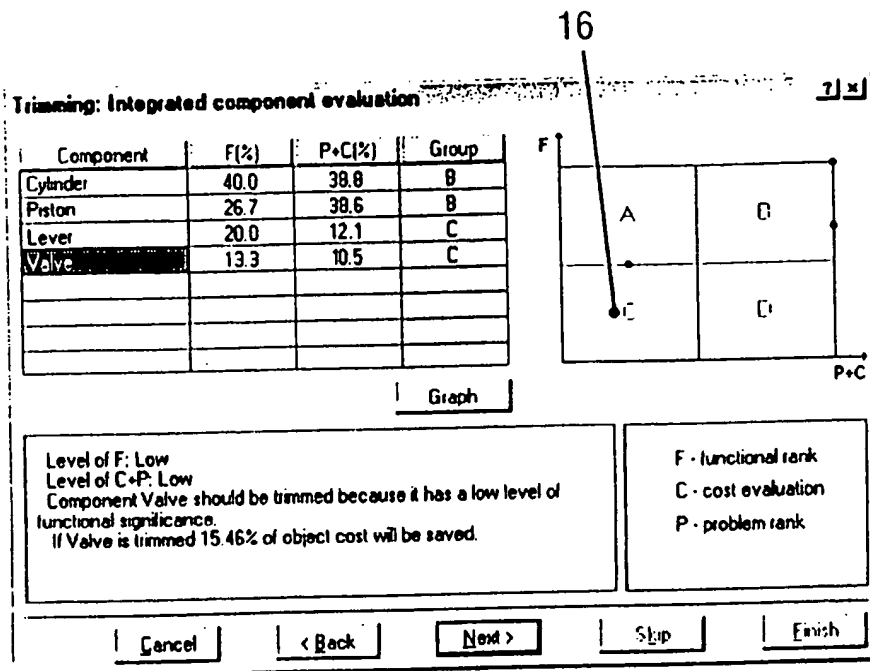 16
Trimming: Integrated component evaluation
? ×
Component F(%) P+C(%) Group
Cylinder 40.0 38.8 B
Piston 26.7 38.6 B
Lever 20.0 12.1 C
Valve 13.3 10.5 C
F
A
C
P+C
Graph
Level of F: Low
Level of C+P: Low
Component Valve should be trimmed because it has a low level of
functional significance.
If Valve is trimmed 15.46% of object cost will be saved.
F - functional rank
C - cost evaluation
P - problem rank
Cancel
< Back
Next >
Skip
Finish